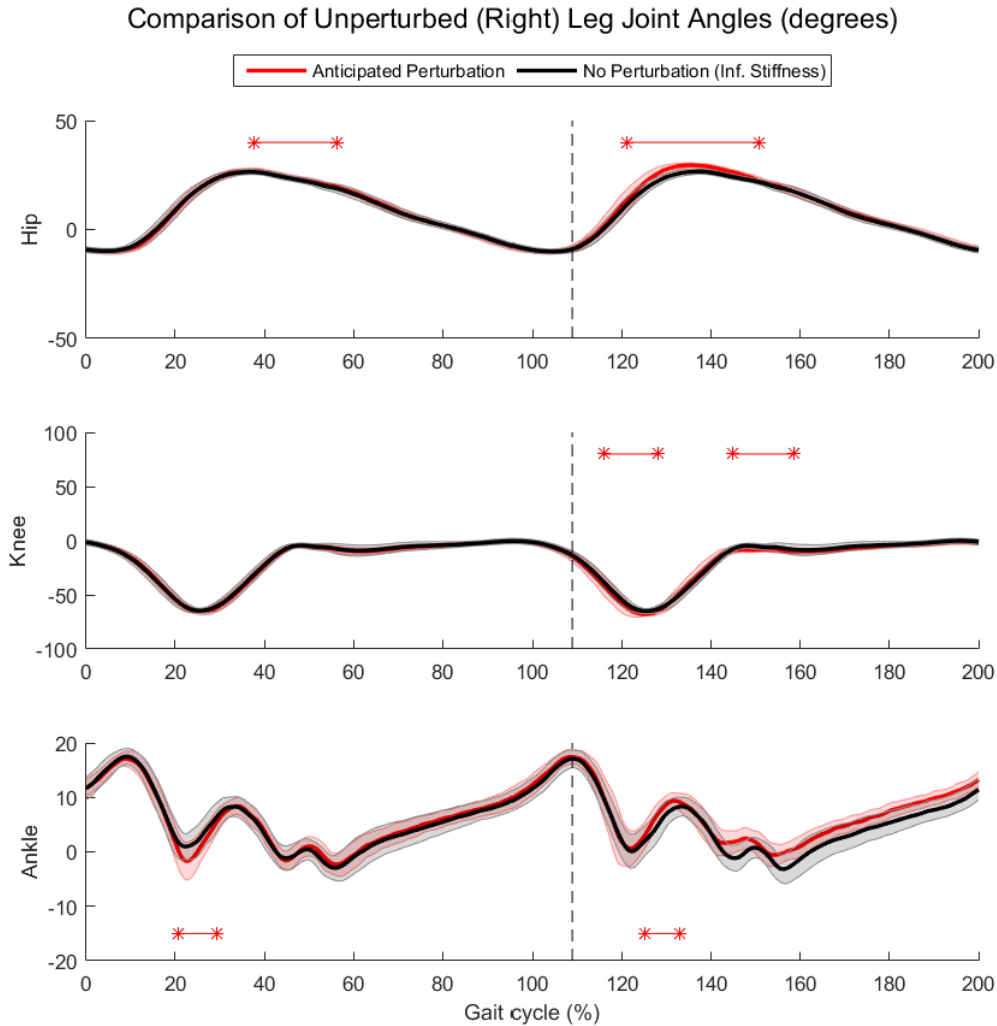 Comparison of Unperturbed (Right) Leg Joint Angles (degrees)
Anticipated Perturbation No Perturbation (Inf. Stiffness)
50
0
-50
Hip
0 20 40 60 80 100 120 140 160 180 200
100
50
0
-50
-100
Knee
0 20 40 60 80 100 120 140 160 180 200
20
10
0
-10
-20
Ankle
0 20 40 60 80 100 120 140 160 180 200
Gait cycle (%)